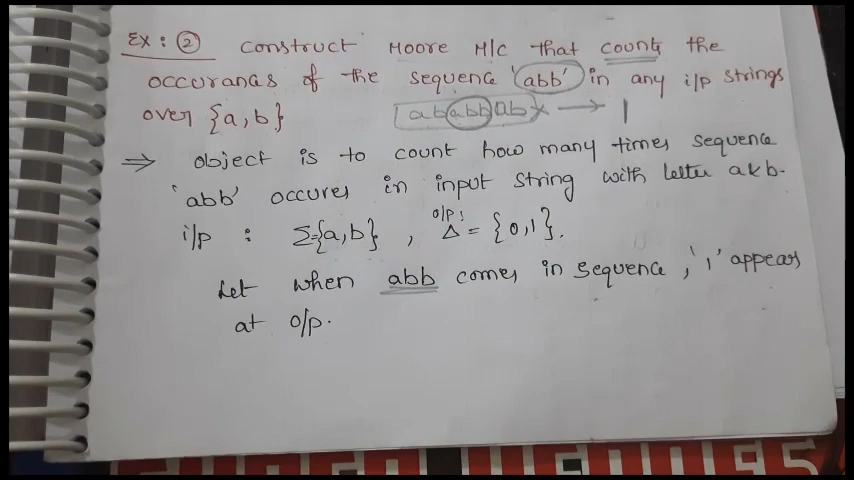 Ex: ② Construct Moore M/C that counts the
occurances of the sequence 'abb' in any i/p strings
over {a, b} ababbab → 1
⇒ object is to count how many times sequence
'abb' occures in input string with letter a & b.
i/p : Σ={a,b} , o/p: Δ = {0,1}.
Let when abb comes in sequence, '1' appears
at o/p.